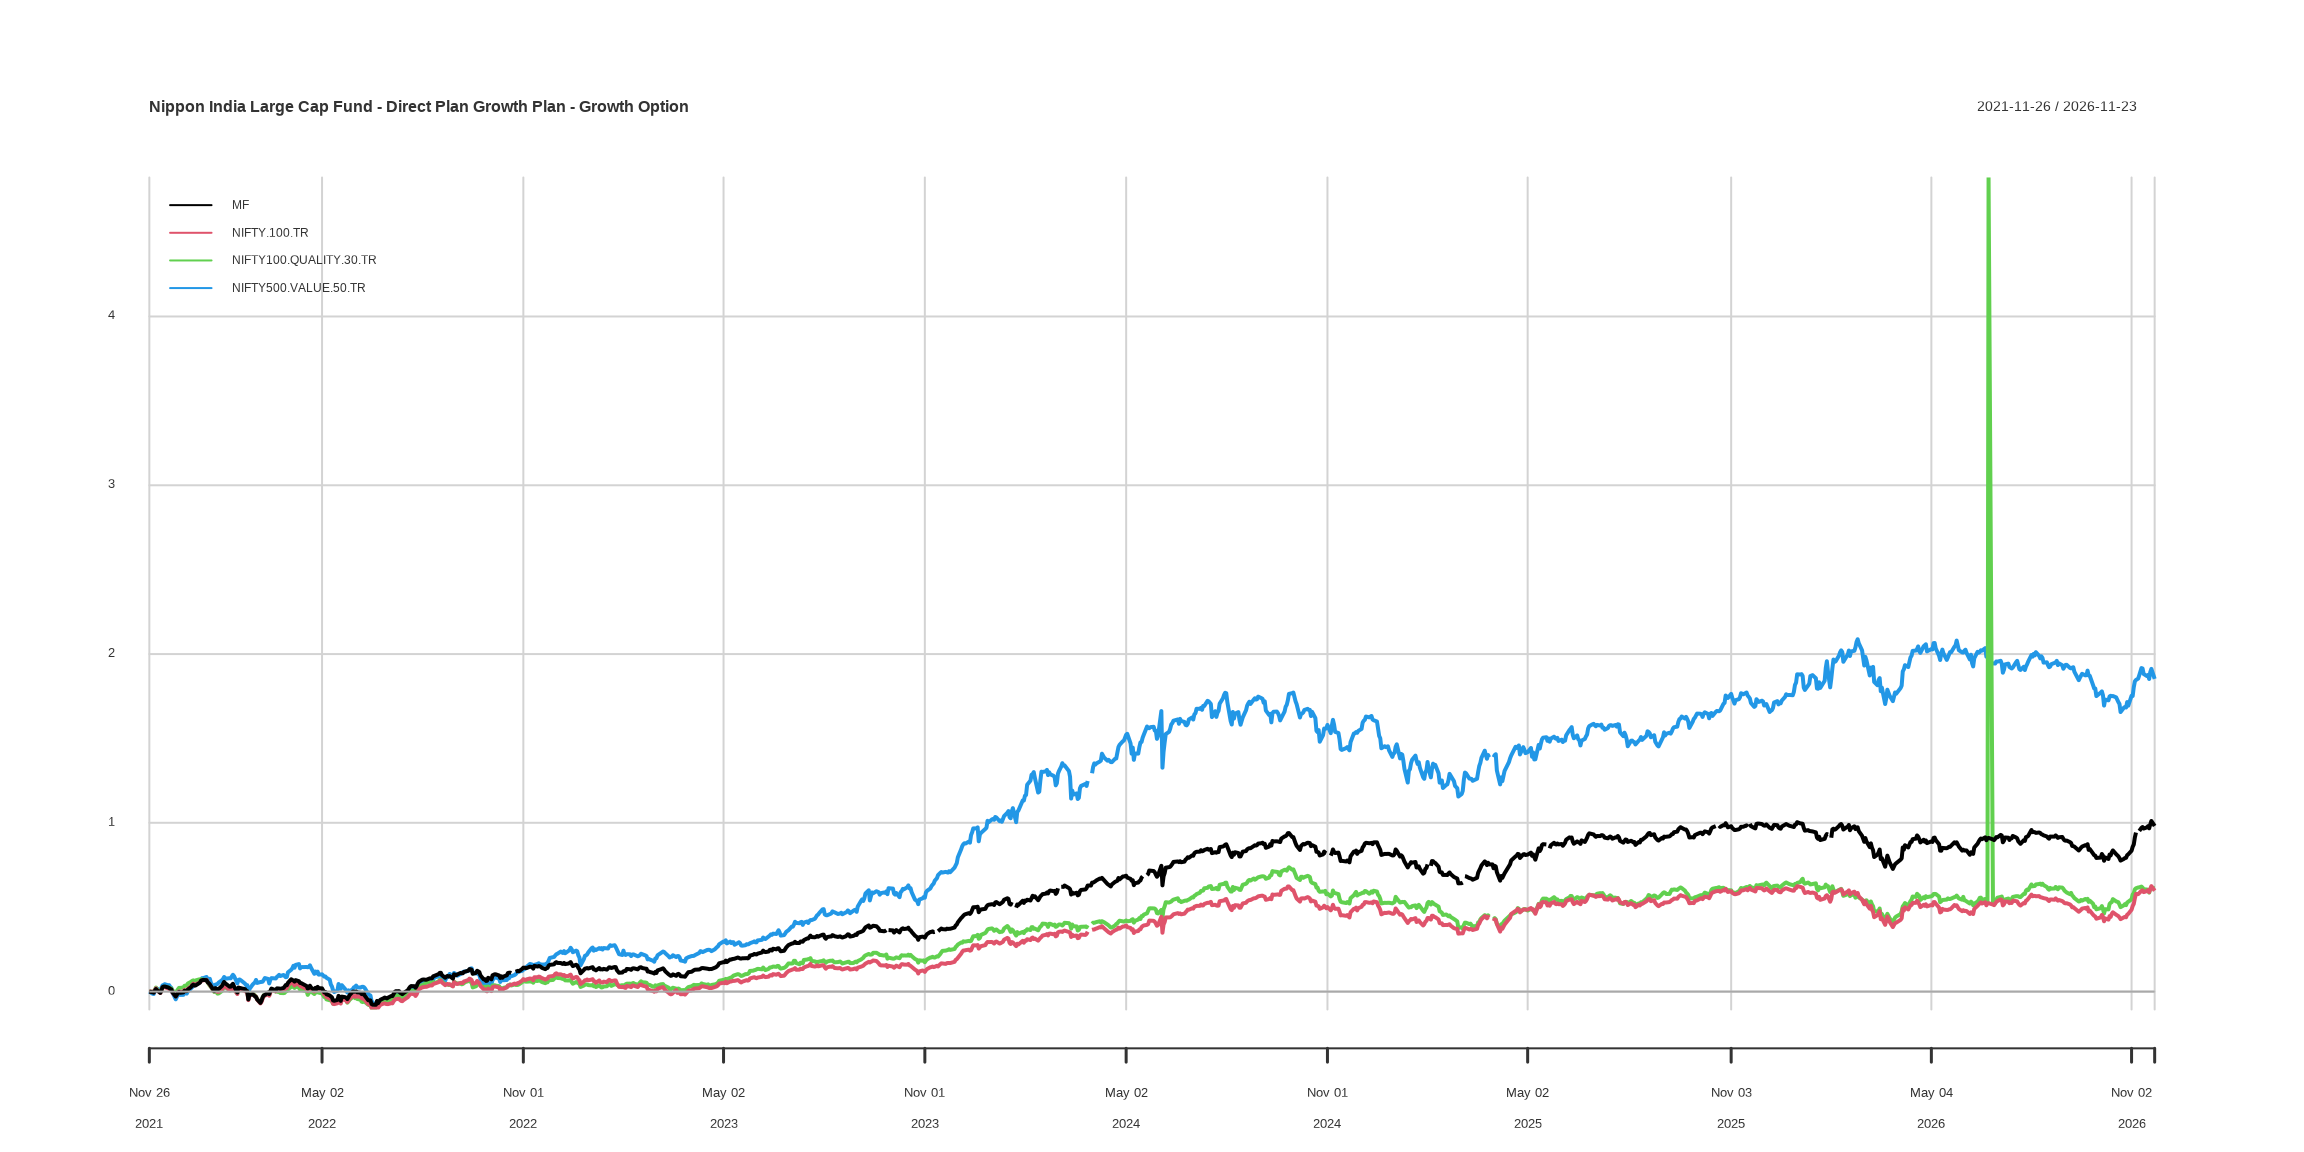 Nippon India Large Cap Fund - Direct Plan Growth Plan - Growth Option
2021-11-26 / 2026-11-23
MF
NIFTY.100.TR
NIFTY100.QUALITY.30.TR
NIFTY500.VALUE.50.TR
4
3
2
1
0
Nov 26 May 02 Nov 01 May 02 Nov 01 May 02 Nov 01 May 02 Nov 03 May 04 Nov 02
2021 2022 2022 2023 2023 2024 2024 2025 2025 2026 2026